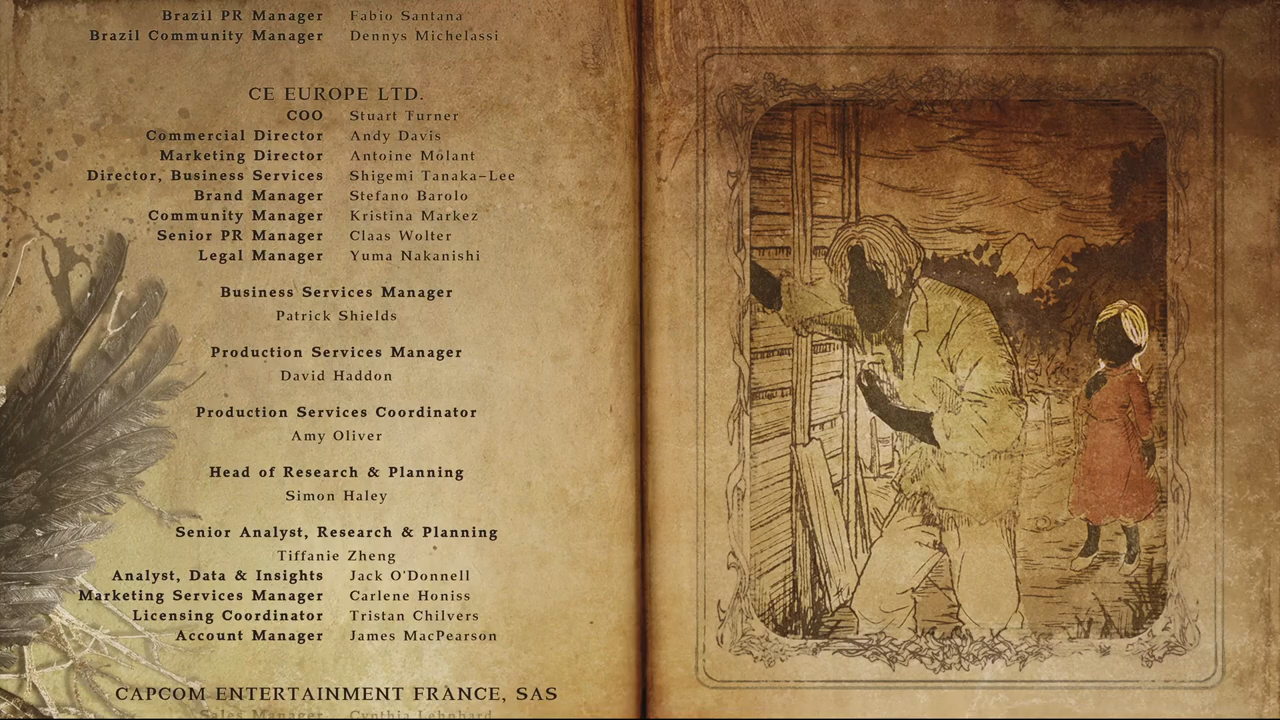 Brazil PR Manager Fabio Santana
Brazil Community Manager Dennys Michelassi
CE EUROPE LTD.
COO Stuart Turner
Commercial Director Andy Davis
Marketing Director Antoine Molant
Director, Business Services Shigemi Tanaka-Lee
Brand Manager Stefano Barolo
Community Manager Kristina Markez
Senior PR Manager Claas Wolter
Legal Manager Yuma Nakanishi
Business Services Manager
Patrick Shields
Production Services Manager
David Haddon
Production Services Coordinator
Amy Oliver
Head of Research & Planning
Simon Haley
Senior Analyst, Research & Planning
Tiffanie Zheng
Analyst, Data & Insights Jack O'Donnell
Marketing Services Manager Carlene Honiss
Licensing Coordinator Tristan Chilvers
Account Manager James MacPearson
CAPCOM ENTERTAINMENT FRANCE, SAS
Sales Manager Cynthia Lehnhard